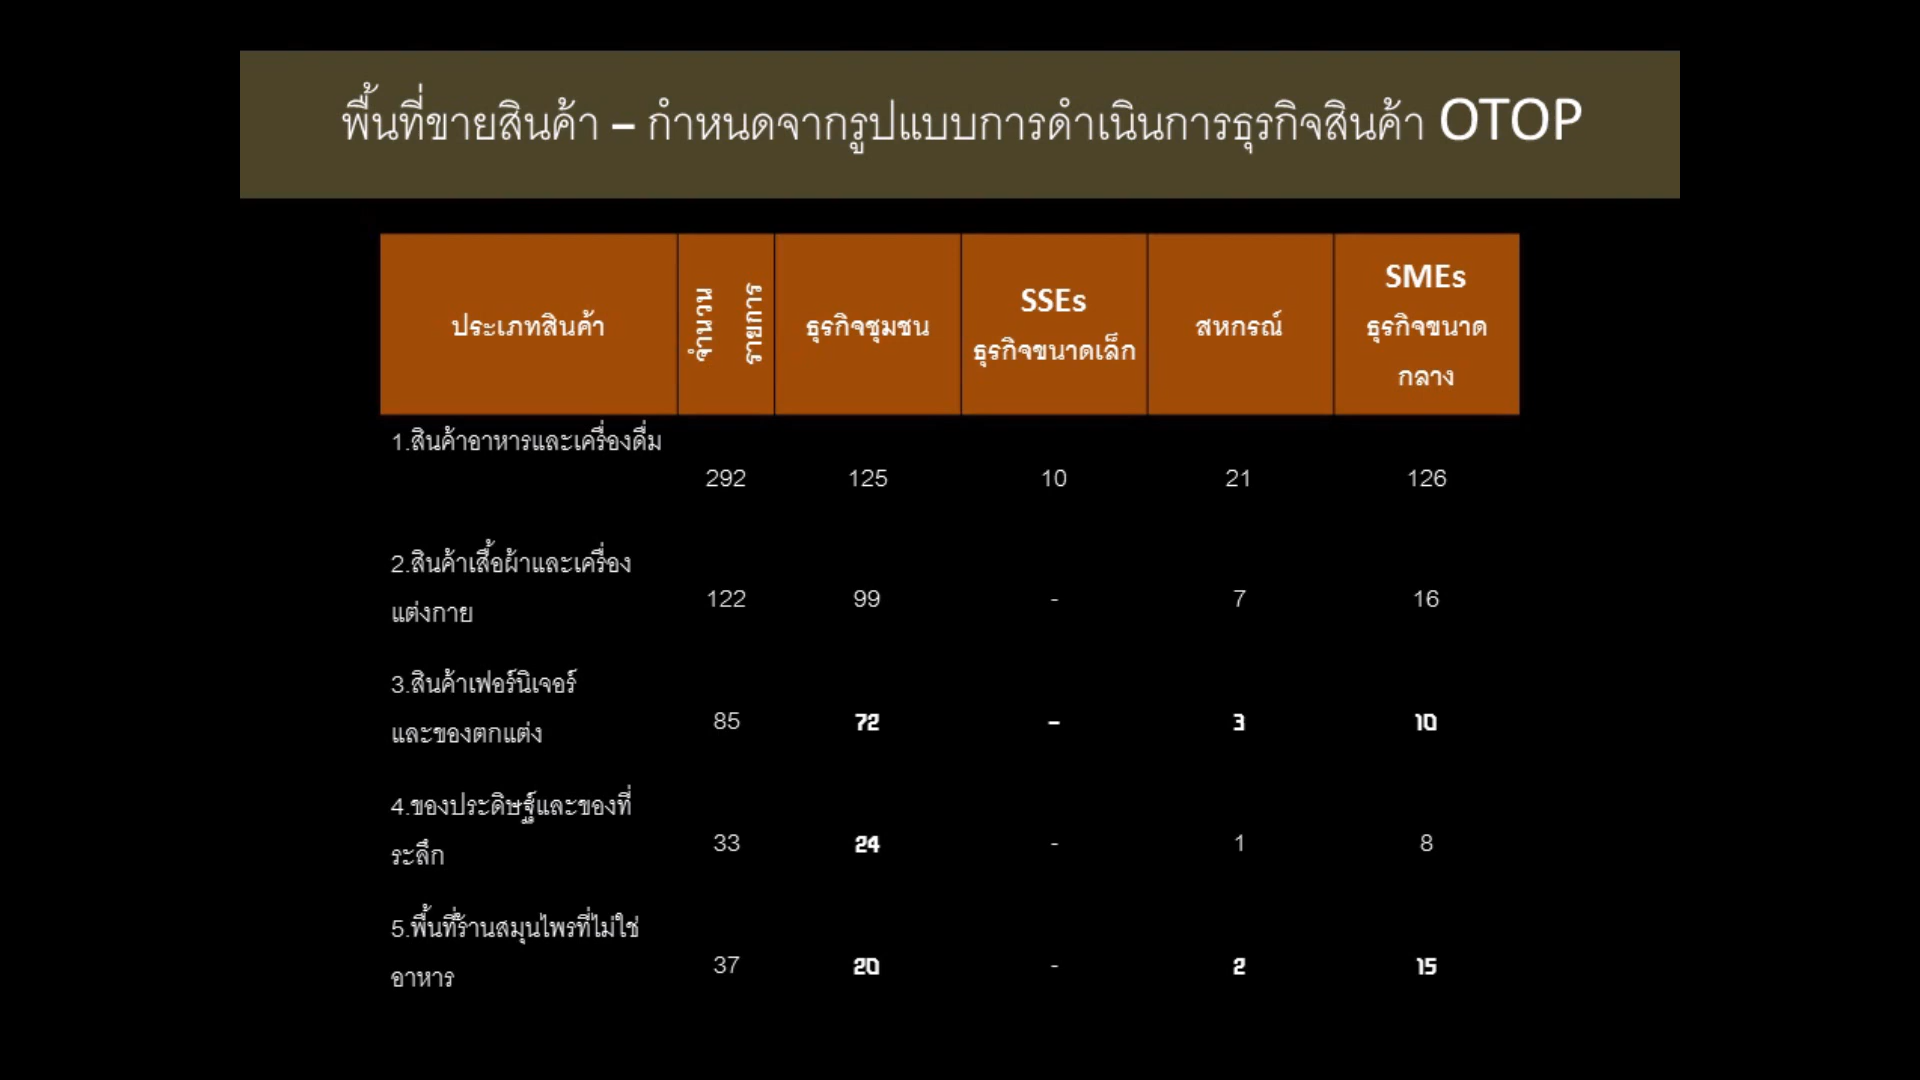 พื้นที่ขายสินค้า – กำหนดจากรูปแบบการดำเนินการธุรกิจสินค้า OTOP
ประเภทสินค้า
จำนวน
รายการ
ธุรกิจชุมชน
SSEs
ธุรกิจขนาดเล็ก
สหกรณ์
SMEs
ธุรกิจขนาด
กลาง
1.สินค้าอาหารและเครื่องดื่ม
292 125 10 21 126
2.สินค้าเสื้อผ้าและเครื่อง
แต่งกาย
122 99 - 7 16
3.สินค้าเฟอร์นิเจอร์
และของตกแต่ง
85 72 - 3 10
4.ของประดิษฐ์และของที่
ระลึก
33 24 - 1 8
5.พื้นที่ร้านสมุนไพรที่ไม่ใช่
อาหาร
37 20 - 2 15